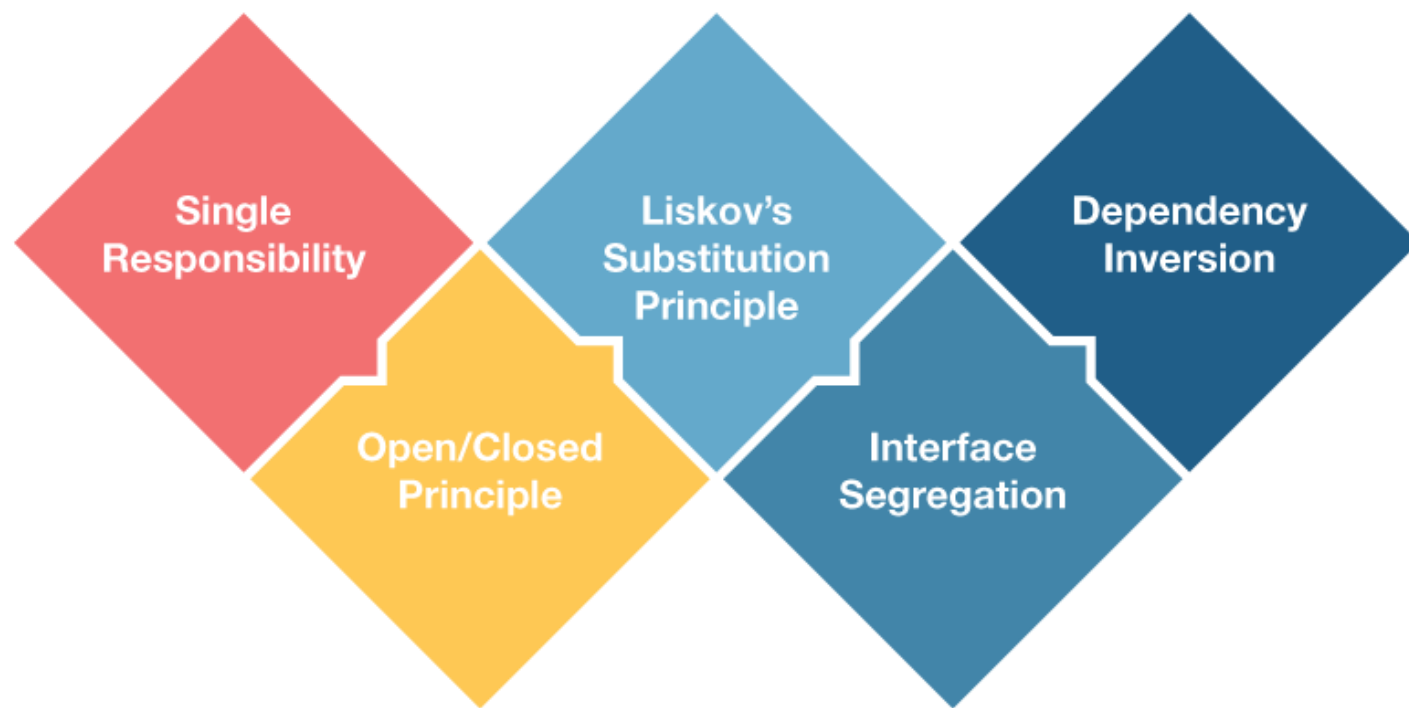 Single
Responsibility
Open/Closed
Principle
Liskov’s
Substitution
Principle
Interface
Segregation
Dependency
Inversion